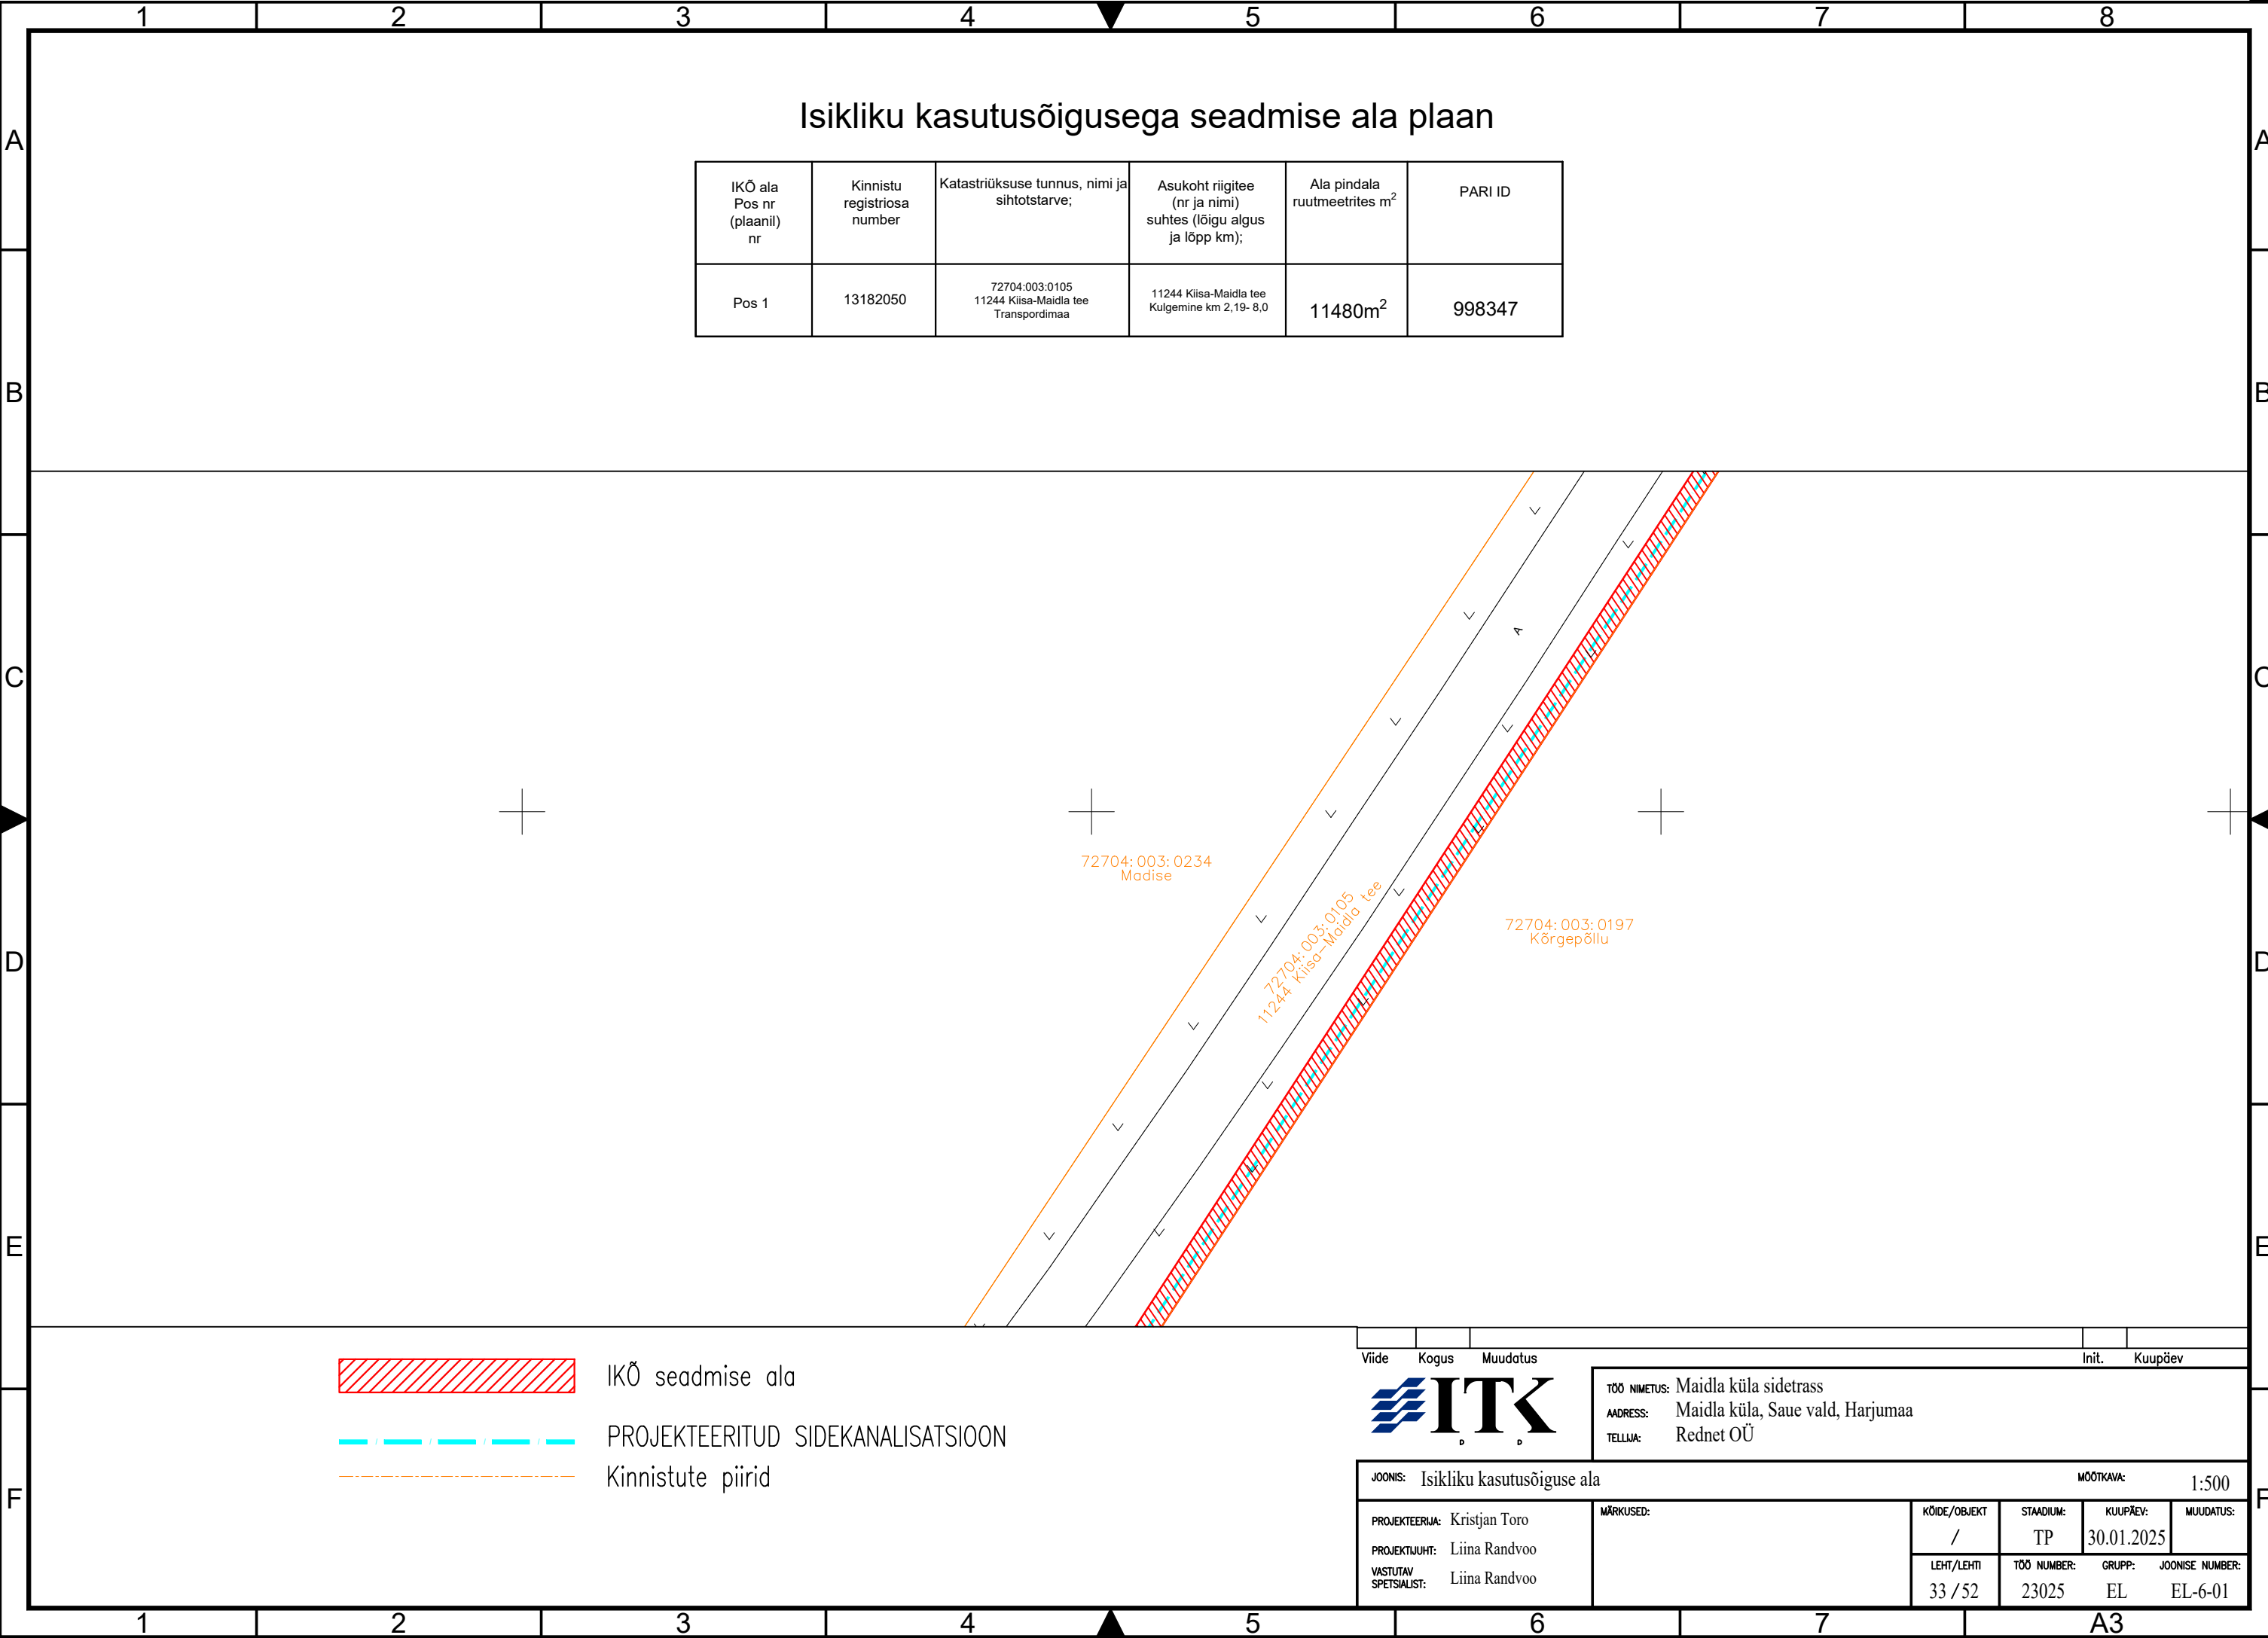 1 2 3 4 5 6 7 8
Isikliku kasutusõigusega seadmise ala plaan
IKÕ ala
Pos nr
(plaanil)
nr
Kinnistu
registriosa
number
Katastriüksuse tunnus, nimi ja
sihtotstarve;
Asukoht riigitee
(nr ja nimi)
suhtes (lõigu algus
ja lõpp km);
Ala pindala
ruutmeetrites m²
PARI ID
Pos 1
13182050
72704:003:0105
11244 Kiisa-Maidla tee
Transpordimaa
11244 Kiisa-Maidla tee
Kulgemine km 2,19- 8,0
11480m²
998347
A A
B B
C C
D D
E E
F F
A
72704:003:0234
Madise
72704:003:0105
11244 Kiisa-Maidla tee
72704:003:0197
Kõrgepõllu
IKÕ seadmise ala
PROJEKTEERITUD SIDEKANALISATSIOON
Kinnistute piirid
Viide Kogus Muudatus Init. Kuupäev
ITK
D D
TÖÖ NIMETUS: Maidla küla sidetrass
AADRESS: Maidla küla, Saue vald, Harjumaa
TELLIJA: Rednet OÜ
JOONIS: Isikliku kasutusõiguse ala MÕÕTKAVA: 1:500
PROJEKTEERIJA: Kristjan Toro
PROJEKTIJUHT: Liina Randvoo
VASTUTAV
SPETSIALIST: Liina Randvoo
MÄRKUSED:
KÖIDE/OBJEKT STAADIUM: KUUPÄEV: MUUDATUS:
/ TP 30.01.2025
LEHT/LEHTI TÖÖ NUMBER: GRUPP: JOONISE NUMBER:
33 / 52 23025 EL EL-6-01
1 2 3 4 5 6 7 A3